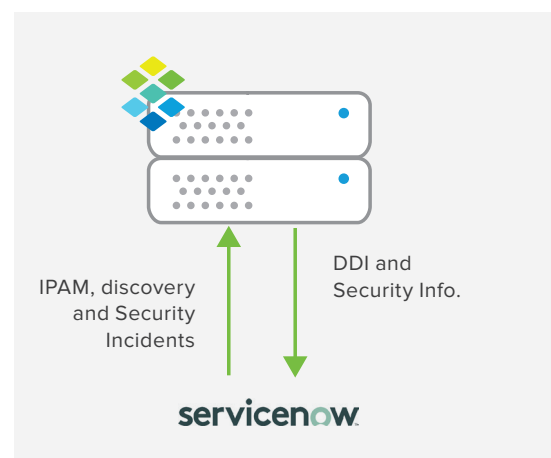 IPAM, discovery
and Security
Incidents
DDI and
Security Info.
servicenow